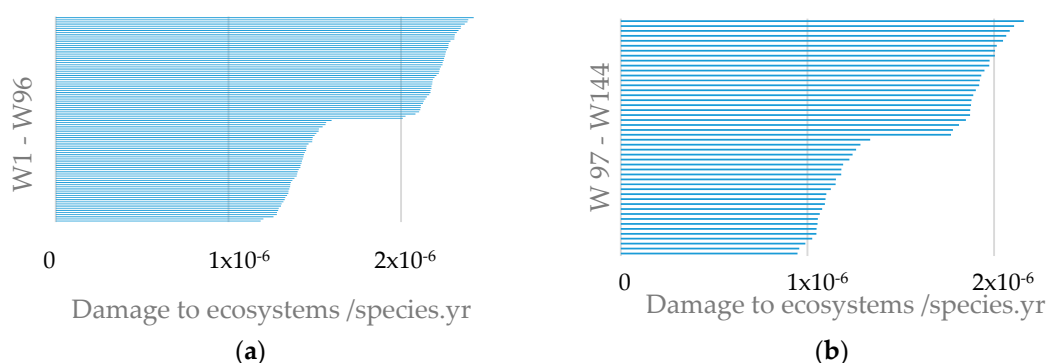 W1 - W96
0 1x10⁻⁶ 2x10⁻⁶
Damage to ecosystems /species.yr
(a)
W 97 - W144
0 1x10⁻⁶ 2x10⁻⁶
Damage to ecosystems /species.yr
(b)